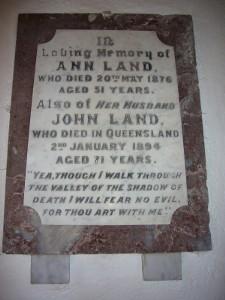 In
Loving Memory of
ANN LAND,
WHO DIED 20TH MAY 1876
AGED 51 YEARS.
Also of HER HUSBAND
JOHN LAND,
WHO DIED IN QUEENSLAND
2ND JANUARY 1894
AGED 71 YEARS.
"YEA, THOUGH I WALK THROUGH
THE VALLEY OF THE SHADOW OF
DEATH I WILL FEAR NO EVIL,
FOR THOU ART WITH ME".